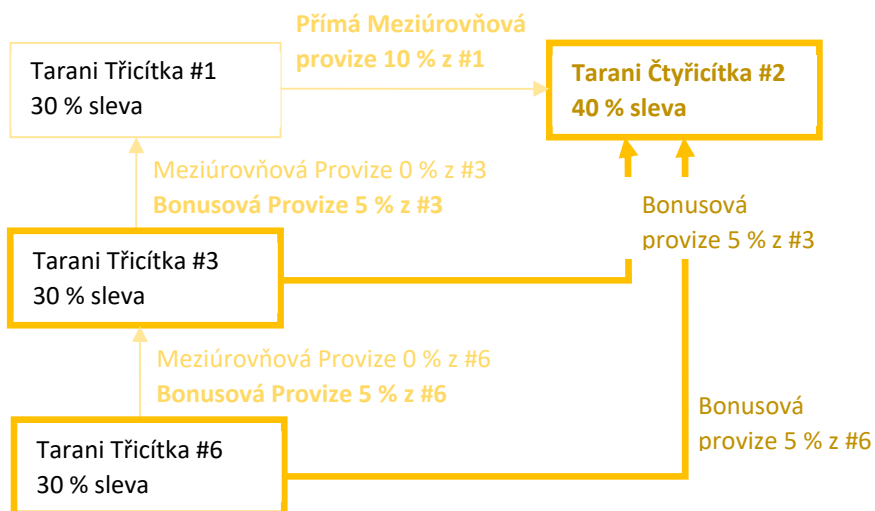 Přímá Meziúrovňová
provize 10 % z #1
Tarani Třicítka #1
30 % sleva
Tarani Čtyřicítka #2
40 % sleva
Meziúrovňová Provize 0 % z #3
Bonusová Provize 5 % z #3
Bonusová
provize 5 % z #3
Tarani Třicítka #3
30 % sleva
Meziúrovňová Provize 0 % z #6
Bonusová Provize 5 % z #6
Bonusová
provize 5 % z #6
Tarani Třicítka #6
30 % sleva